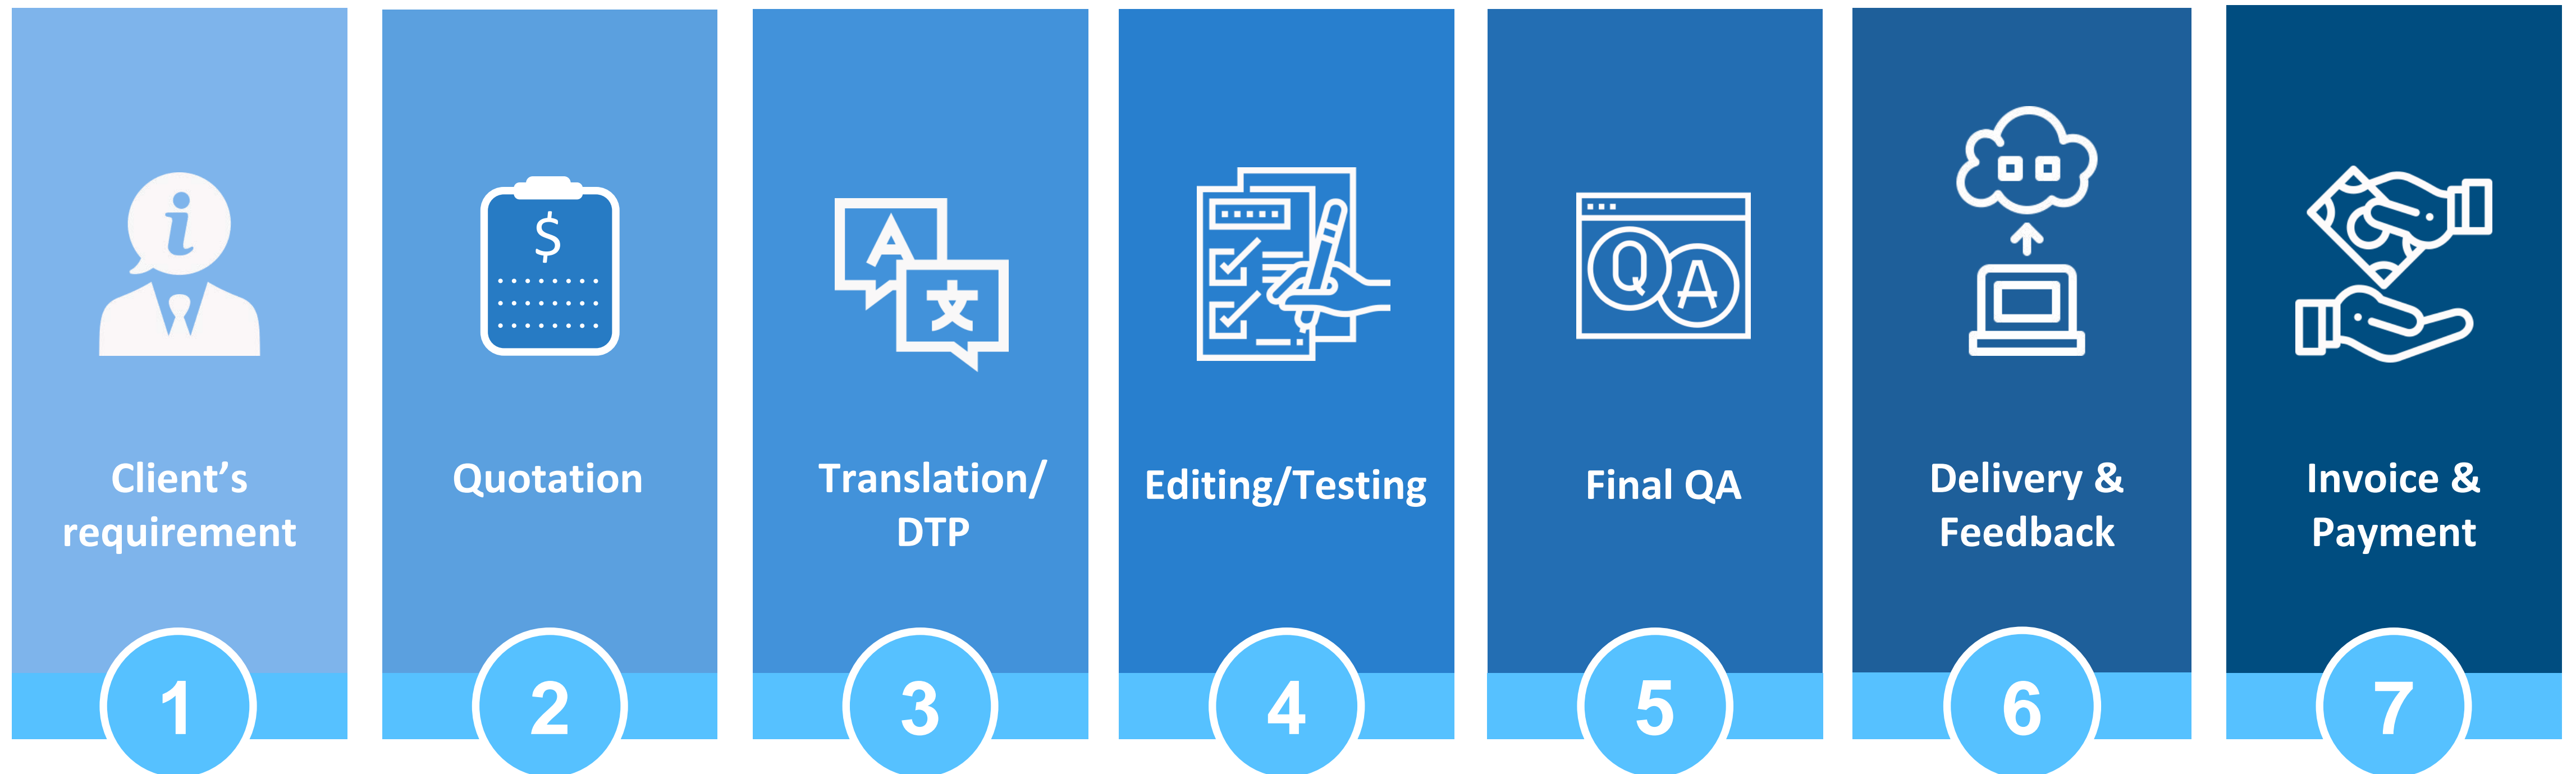 i
Client’s
requirement
1
$
Quotation
2
A
文
Translation/
DTP
3
Editing/Testing
4
Q A
Final QA
5
Delivery &
Feedback
6
Invoice &
Payment
7